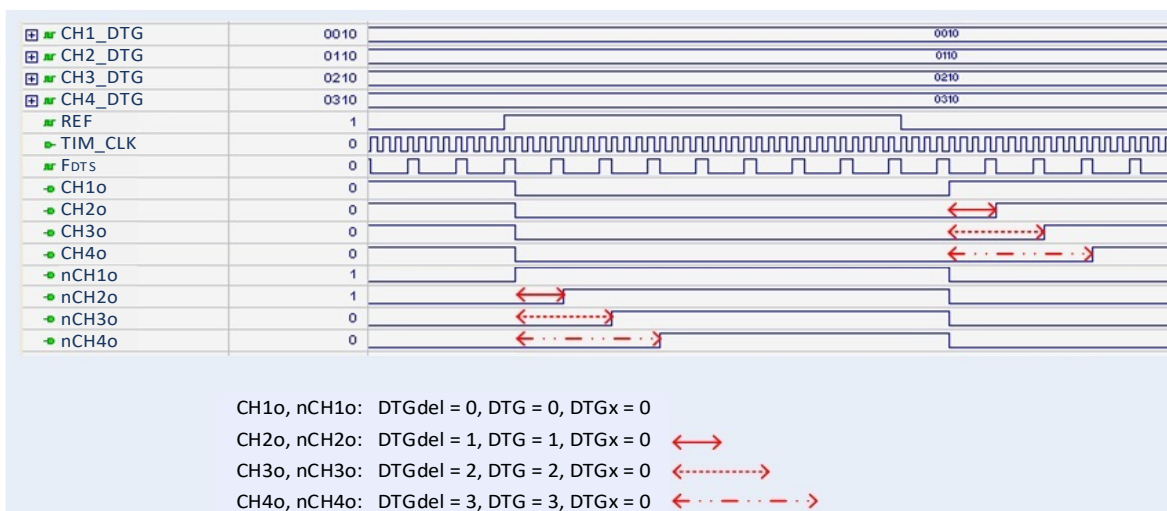 CH1_DTG 0010 0010
CH2_DTG 0110 0110
CH3_DTG 0210 0210
CH4_DTG 0310 0310
REF 1
TIM_CLK 0
FDTS 0
CH1o 0
CH2o 0
CH3o 0
CH4o 0
nCH1o 1
nCH2o 1
nCH3o 0
nCH4o 0
CH1o, nCH1o: DTGdel = 0, DTG = 0, DTGx = 0
CH2o, nCH2o: DTGdel = 1, DTG = 1, DTGx = 0
CH3o, nCH3o: DTGdel = 2, DTG = 2, DTGx = 0
CH4o, nCH4o: DTGdel = 3, DTG = 3, DTGx = 0